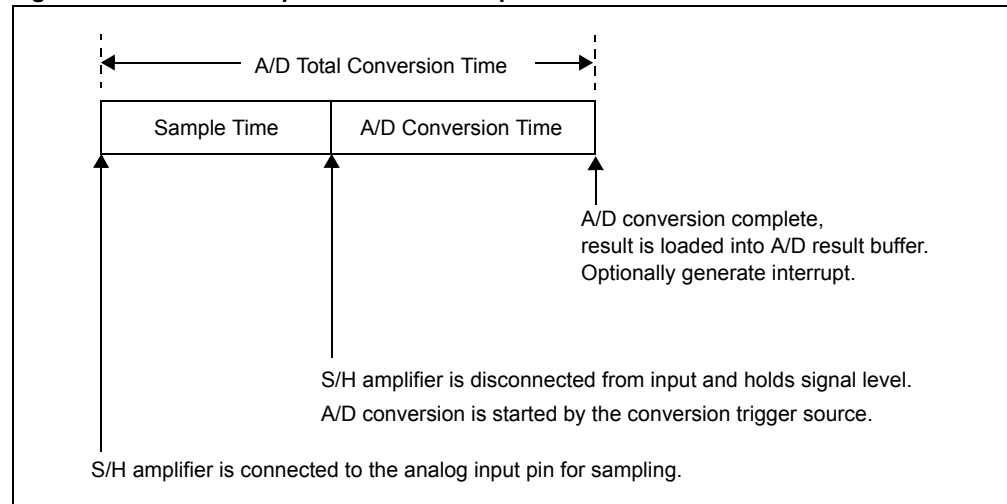 A/D Total Conversion Time
Sample Time
A/D Conversion Time
A/D conversion complete,
result is loaded into A/D result buffer.
Optionally generate interrupt.
S/H amplifier is disconnected from input and holds signal level.
A/D conversion is started by the conversion trigger source.
S/H amplifier is connected to the analog input pin for sampling.